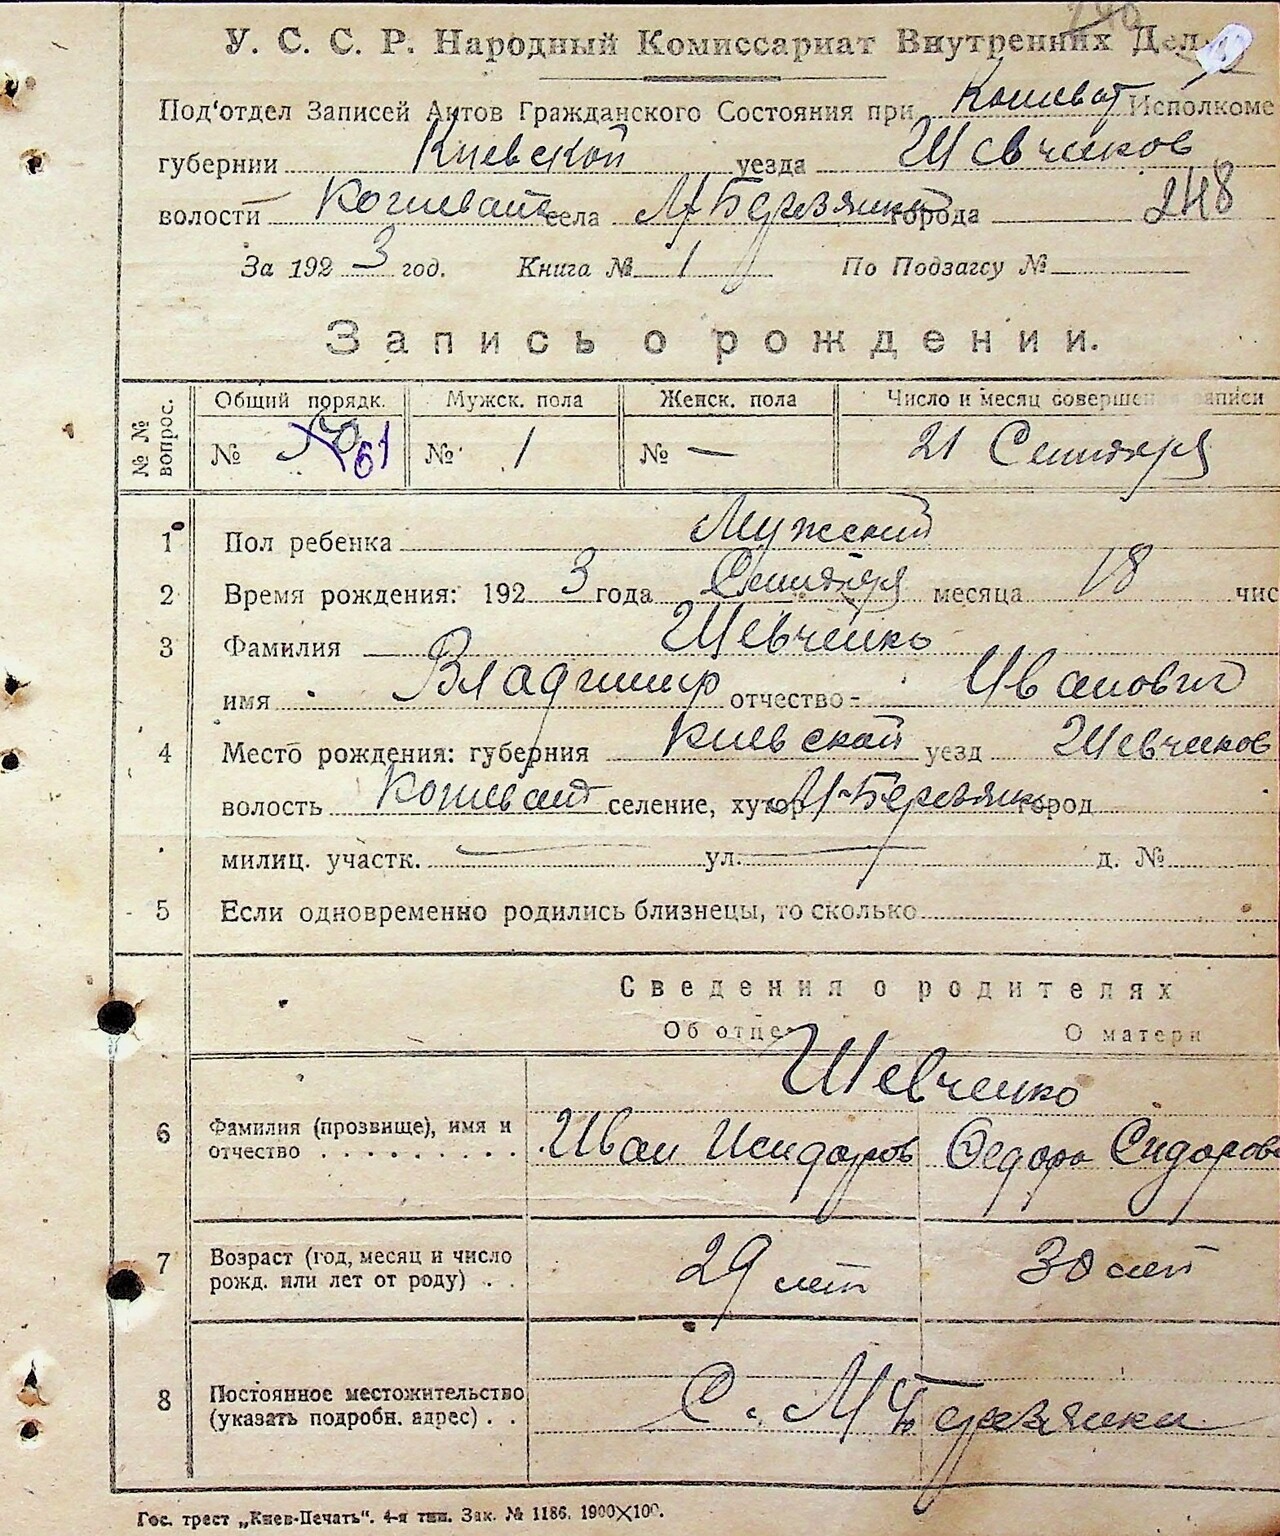 У. С. С. Р. Народный Комиссариат Внутренних Дел.
Под‘отдел Записей Актов Гражданского Состояния при Кошеват Исполкоме
губернии Киевской уезда Шевченков
волости Кошеват села М-Березянки города 248
За 1923 год. Книга № 1 По Подзагсу №
Запись о рождении.
№ № вопрос.
Общий порядк. Мужск. пола Женск. пола Число и месяц совершения записи
№ 61 № 1 № — 21 Сентября
1 Пол ребенка Мужский
2 Время рождения: 1923 года Сентября месяца 18 чис
3 Фамилия Шевченко
имя Владимир отчество Иванович
4 Место рождения: губерния Киевской уезд Шевченков
волость Кошеват селение, хутор М-Березянки город
милиц. участк. — ул. — д. №
5 Если одновременно родились близнецы, то сколько
Сведения о родителях
Об отце О матери
Шевченко
6 Фамилия (прозвище), имя и
отчество . . . . . . . . . Иван Исидоров Федора Сидоров
7 Возраст (год, месяц и число
рожд. или лет от роду) . . 29 лет 30 лет
8 Постоянное местожительство
(указать подробн. адрес) . . С. М Березянки
Гос. трест „Киев-Печать“. 4-я тип. Зак. № 1186. 1900×100.